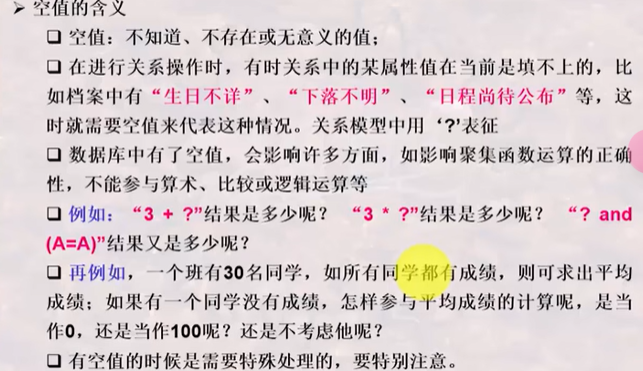 ➢ 空值的含义
❑ 空值：不知道、不存在或无意义的值；
❑ 在进行关系操作时，有时关系中的某属性值在当前是填不上的，比
如档案中有“生日不详”、“下落不明”、“日程尚待公布”等，这
时就需要空值来代表这种情况。关系模型中用‘?’表征
❑ 数据库中有了空值，会影响许多方面，如影响聚集函数运算的正确
性，不能参与算术、比较或逻辑运算等
❑ 例如：“3 + ?”结果是多少呢？ “3 * ?”结果是多少呢？ “? and
(A=A)”结果又是多少呢？
❑ 再例如，一个班有30名同学，如所有同学都有成绩，则可求出平均
成绩；如果有一个同学没有成绩，怎样参与平均成绩的计算呢，是当
作0，还是当作100呢？还是不考虑他呢？
❑ 有空值的时候是需要特殊处理的，要特别注意。